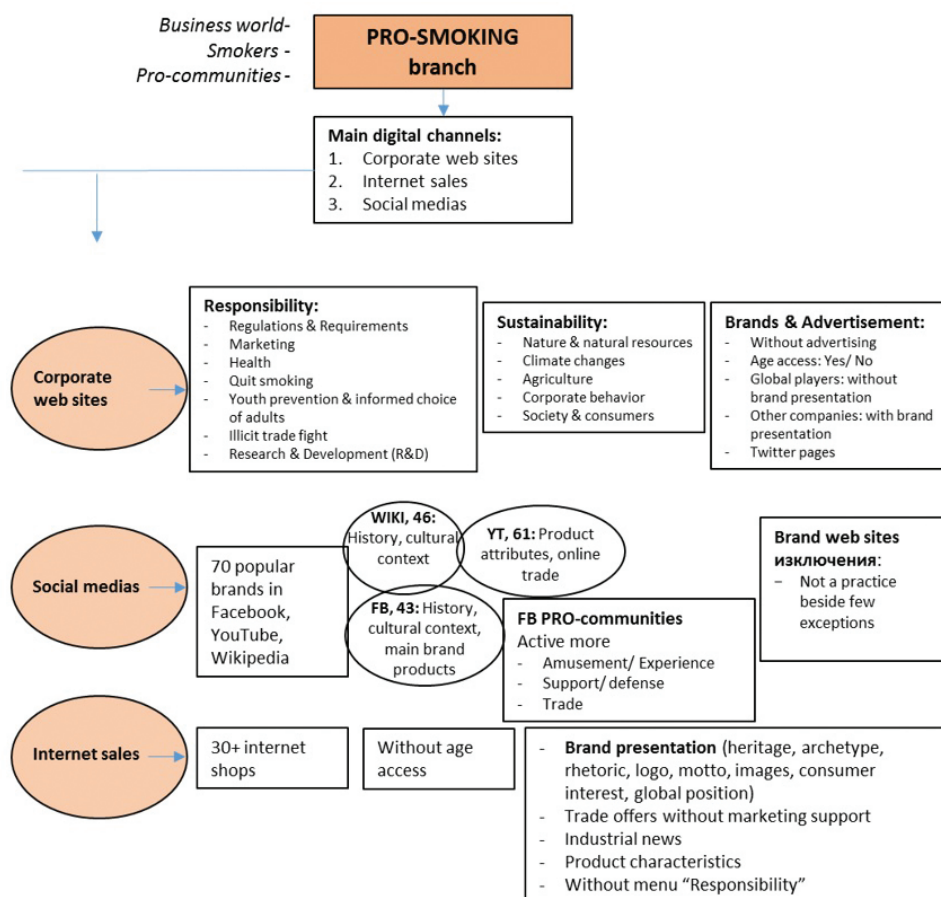 Business world-
Smokers -
Pro-communities -
PRO-SMOKING
branch
Main digital channels:
1. Corporate web sites
2. Internet sales
3. Social medias
Corporate
web sites
Responsibility:
- Regulations & Requirements
- Marketing
- Health
- Quit smoking
- Youth prevention & informed choice
of adults
- Illicit trade fight
- Research & Development (R&D)
Sustainability:
- Nature & natural resources
- Climate changes
- Agriculture
- Corporate behavior
- Society & consumers
Brands & Advertisement:
- Without advertising
- Age access: Yes/ No
- Global players: without
brand presentation
- Other companies: with brand
presentation
- Twitter pages
Social medias
70 popular
brands in
Facebook,
YouTube,
Wikipedia
WIKI, 46:
History, cultural
context
YT, 61: Product
attributes, online
trade
FB, 43: History,
cultural context,
main brand
products
FB PRO-communities
Active more
- Amusement/ Experience
- Support/ defense
- Trade
Brand web sites
изключения:
– Not a practice
beside few
exceptions
Internet sales
30+ internet
shops
Without age
access
- Brand presentation (heritage, archetype,
rhetoric, logo, motto, images, consumer
interest, global position)
- Trade offers without marketing support
- Industrial news
- Product characteristics
- Without menu “Responsibility”